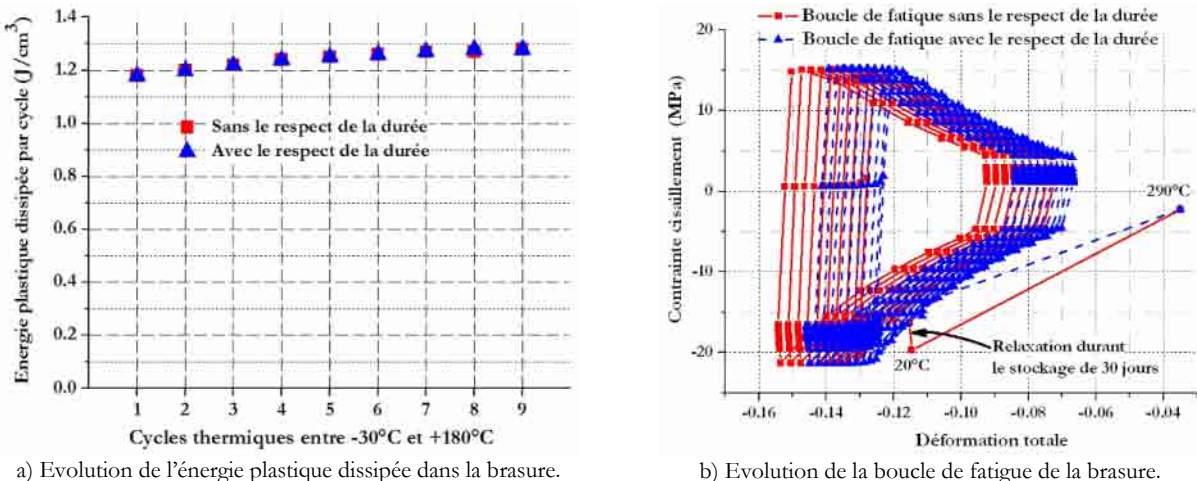 Energie plastique dissipée par cycle (J/cm³)
1.4
1.2
1.0
0.8
0.6
0.4
0.2
0.0
Sans le respect de la durée
Avec le respect de la durée
1 2 3 4 5 6 7 8 9
Cycles thermiques entre -30°C et +180°C
a) Evolution de l'énergie plastique dissipée dans la brasure.
Boucle de fatique sans le respect de la durée
Boucle de fatique avec le respect de la durée
Contrainte cisaillement (MPa)
20
10
0
-10
-20
290°C
20°C
Relaxation durant
le stockage de 30 jours
-0.16 -0.14 -0.12 -0.10 -0.08 -0.06 -0.04
Déformation totale
b) Evolution de la boucle de fatigue de la brasure.